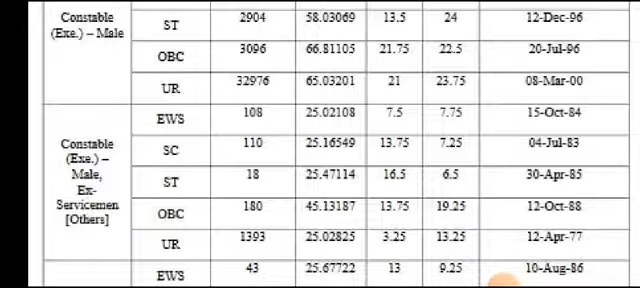 Constable
(Exe.) – Male
ST 2904 58.03069 13.5 24 12-Dec-96
OBC 3096 66.81105 21.75 22.5 20-Jul-96
UR 32976 65.03201 21 23.75 08-Mar-00
Constable
(Exe.) –
Male,
Ex-
Servicemen
[Others]
EWS 108 25.02108 7.5 7.75 15-Oct-84
SC 110 25.16549 13.75 7.25 04-Jul-83
ST 18 25.47114 16.5 6.5 30-Apr-85
OBC 180 45.13187 13.75 19.25 12-Oct-88
UR 1393 25.02825 3.25 13.25 12-Apr-77
EWS 43 25.67722 13 9.25 10-Aug-86